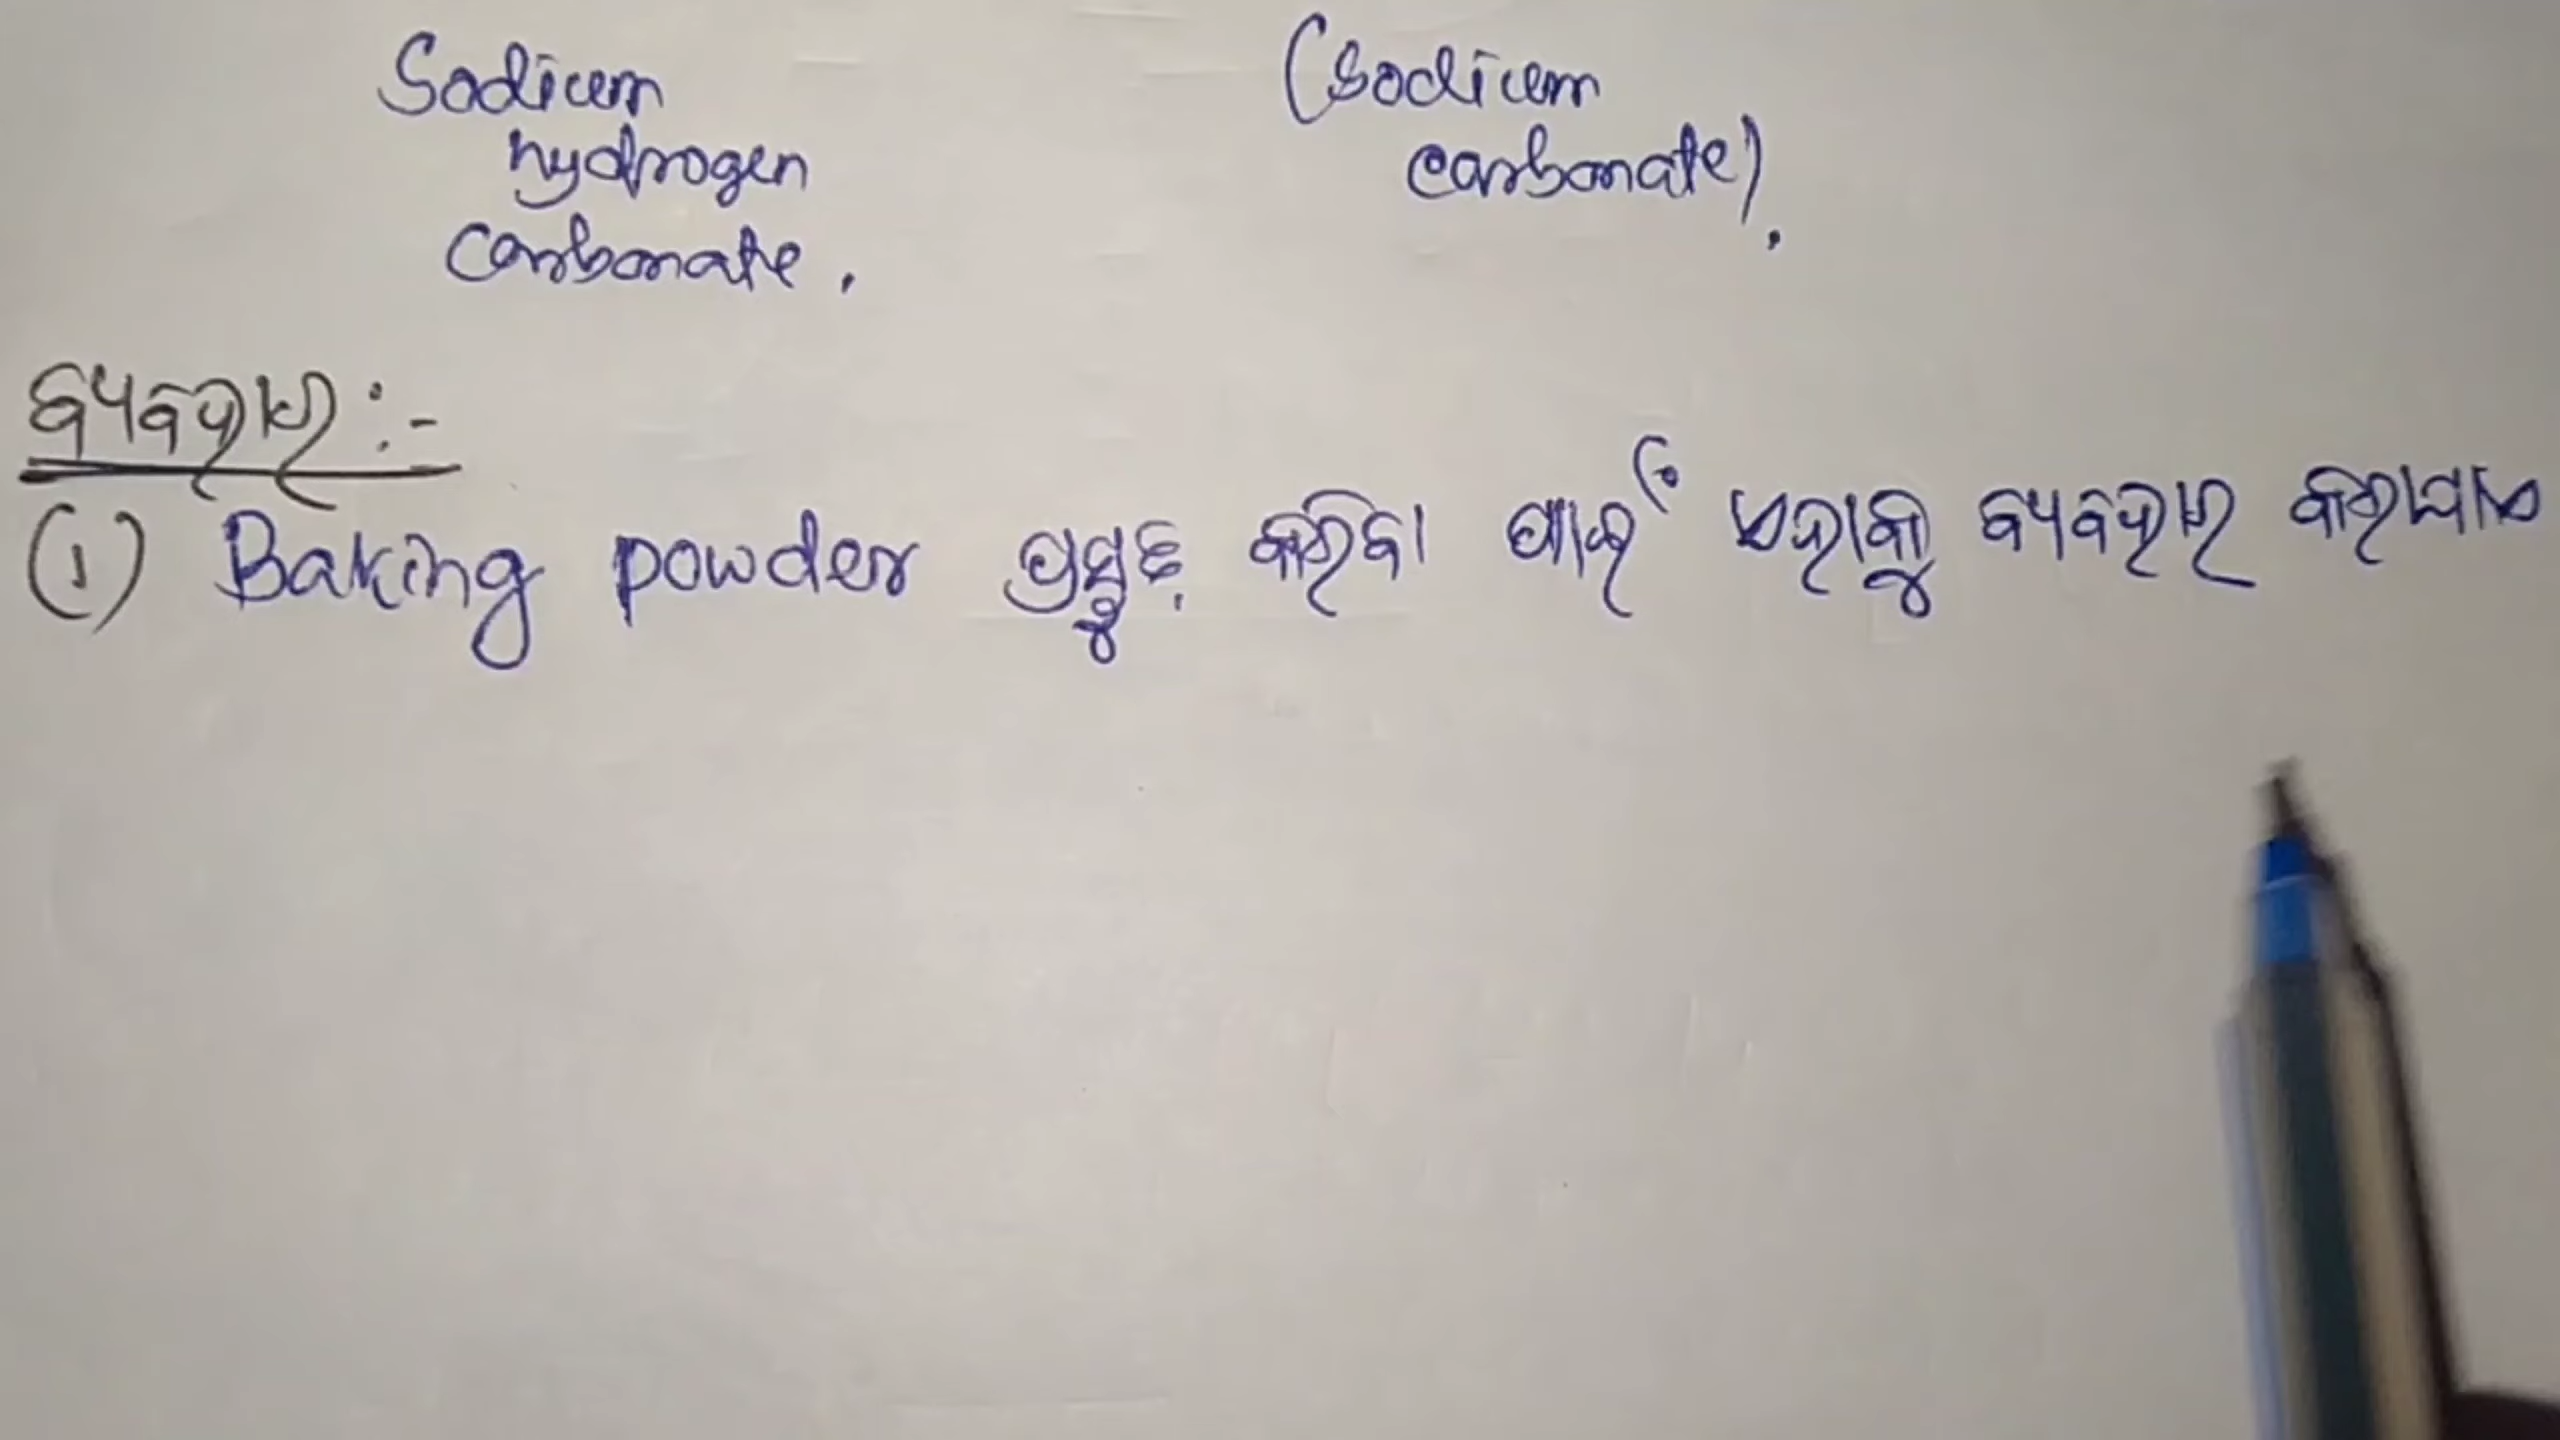 Sodium
hydrogen
Carbonate.
(Sodium
carbonate).
ବ୍ୟବହାର :-
(1) Baking powder ପ୍ରସ୍ତୁତ୍ କରିବା ପାଇଁ ଏହାକୁ ବ୍ୟବହାର କରାଯାଏ